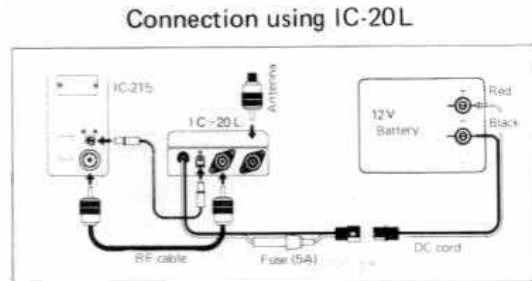 Connection using IC-20L
IC-215
IC-20L
Antenna
12V
Battery
Red
Black
RF cable
Fuse (5A)
DC cord